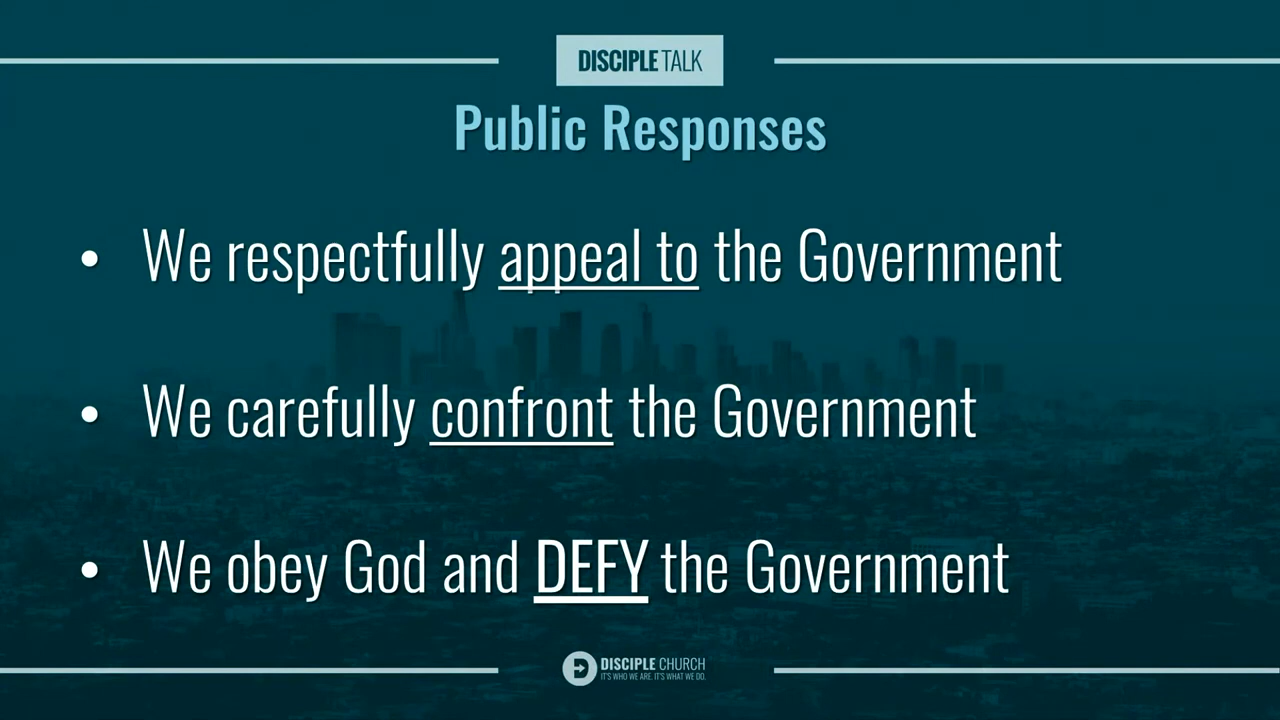 DISCIPLE TALK
Public Responses
• We respectfully appeal to the Government
• We carefully confront the Government
• We obey God and DEFY the Government
DISCIPLE CHURCH
IT'S WHO WE ARE. IT'S WHAT WE DO.